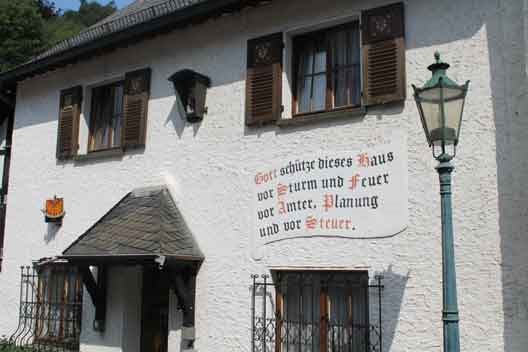 Gott schütze dieses Haus
vor Sturm und Feuer
vor Ämter, Planung
und vor Steuer.